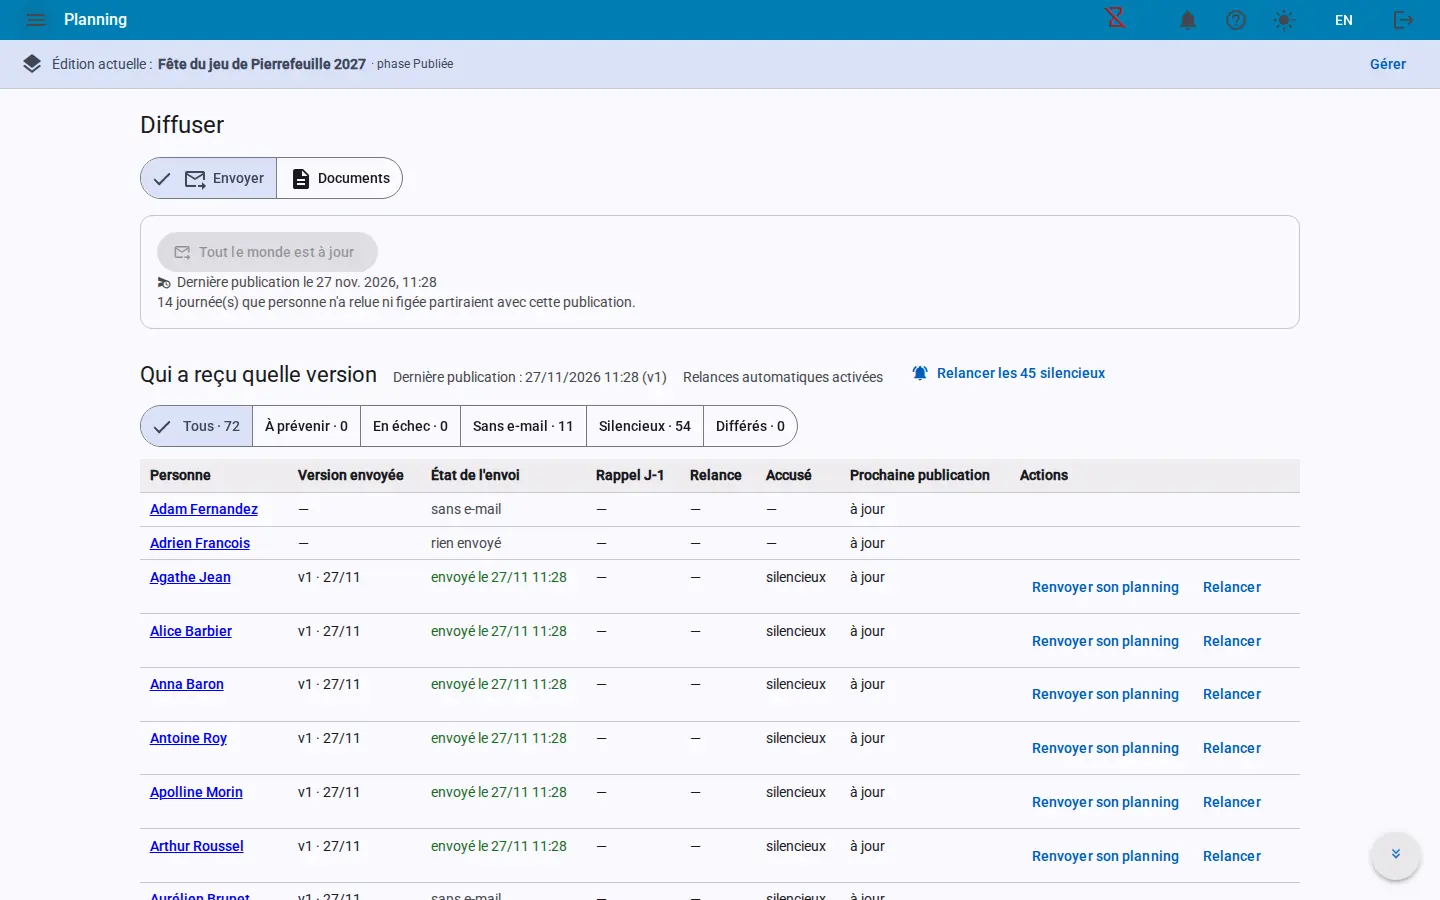 Planning
EN
Édition actuelle : Fête du jeu de Pierrefeuille 2027 · phase Publiée
Gérer
Diffuser
Envoyer
Documents
Tout le monde est à jour
Dernière publication le 27 nov. 2026, 11:28
14 journée(s) que personne n'a relue ni figée partiraient avec cette publication.
Qui a reçu quelle version
Dernière publication : 27/11/2026 11:28 (v1)
Relances automatiques activées
Relancer les 45 silencieux
Tous · 72
À prévenir · 0
En échec · 0
Sans e-mail · 11
Silencieux · 54
Différés · 0
Personne Version envoyée État de l'envoi Rappel J-1 Relance Accusé Prochaine publication Actions
Adam Fernandez — sans e-mail — — — à jour
Adrien Francois — rien envoyé — — — à jour
Agathe Jean v1 · 27/11 envoyé le 27/11 11:28 — — silencieux à jour Renvoyer son planning Relancer
Alice Barbier v1 · 27/11 envoyé le 27/11 11:28 — — silencieux à jour Renvoyer son planning Relancer
Anna Baron v1 · 27/11 envoyé le 27/11 11:28 — — silencieux à jour Renvoyer son planning Relancer
Antoine Roy v1 · 27/11 envoyé le 27/11 11:28 — — silencieux à jour Renvoyer son planning Relancer
Apolline Morin v1 · 27/11 envoyé le 27/11 11:28 — — silencieux à jour Renvoyer son planning Relancer
Arthur Roussel v1 · 27/11 envoyé le 27/11 11:28 — — silencieux à jour Renvoyer son planning Relancer
Aurélien Brunet v1 · 27/11 sans e-mail — — silencieux à jour